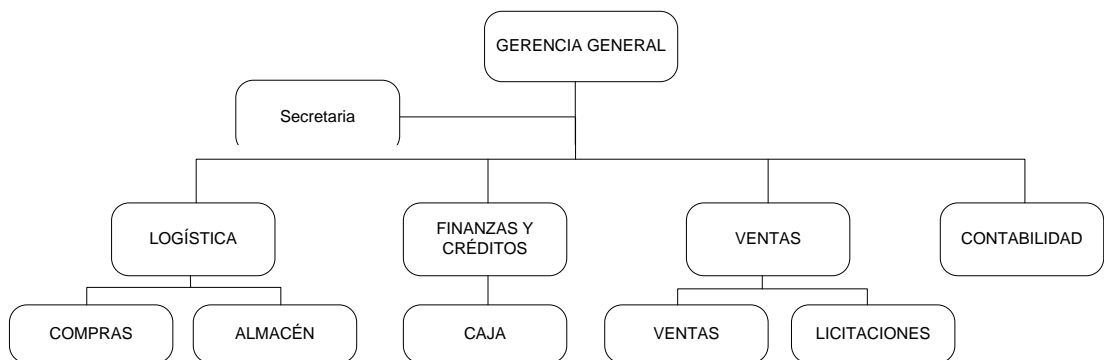 GERENCIA GENERAL
Secretaria
LOGÍSTICA
FINANZAS Y
CRÉDITOS
VENTAS
CONTABILIDAD
COMPRAS
ALMACÉN
CAJA
VENTAS
LICITACIONES